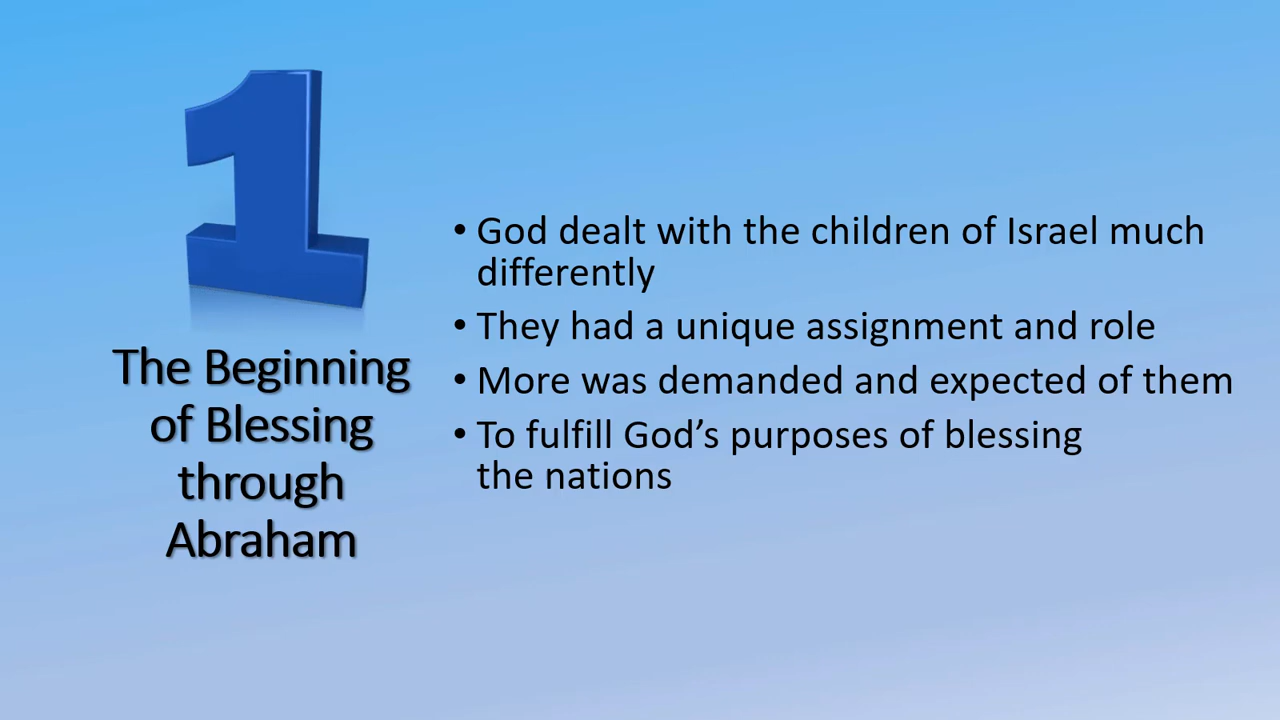 1
The Beginning
of Blessing
through
Abraham
• God dealt with the children of Israel much
differently
• They had a unique assignment and role
• More was demanded and expected of them
• To fulfill God’s purposes of blessing
the nations